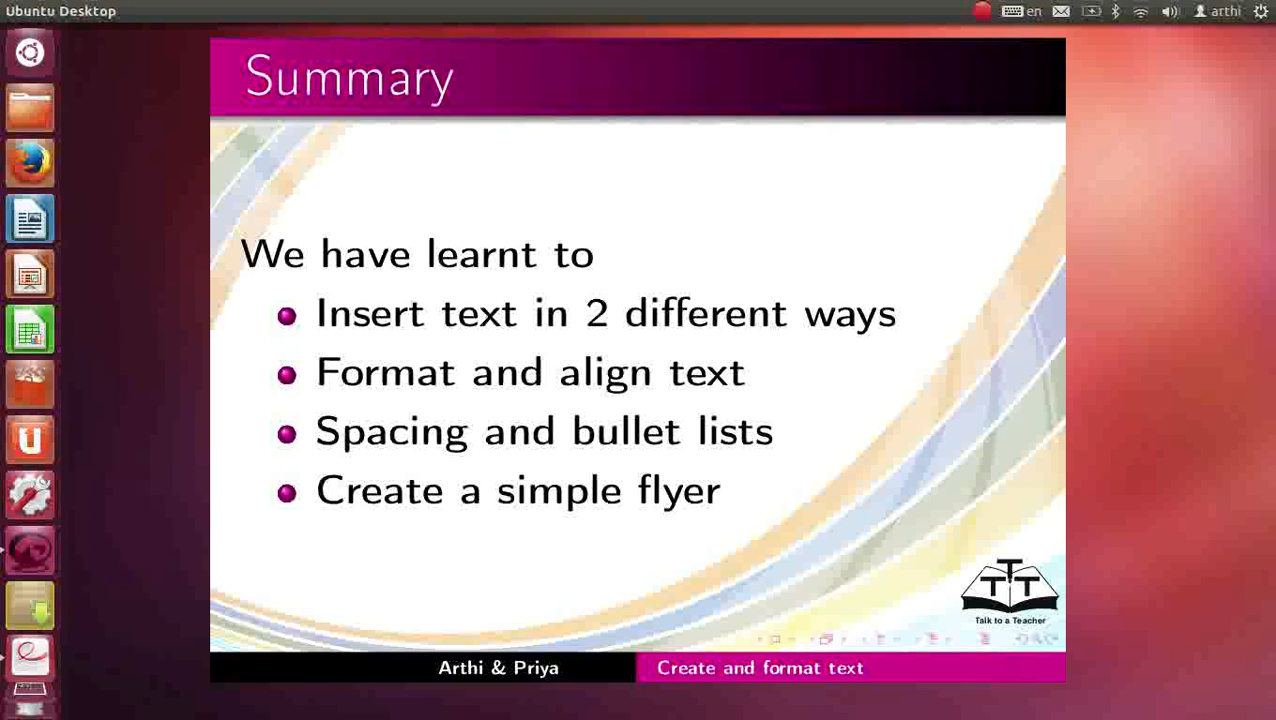 Ubuntu Desktop
en
arthi
Summary
We have learnt to
Insert text in 2 different ways
Format and align text
Spacing and bullet lists
Create a simple flyer
T
T T
Talk to a Teacher
Arthi & Priya
Create and format text